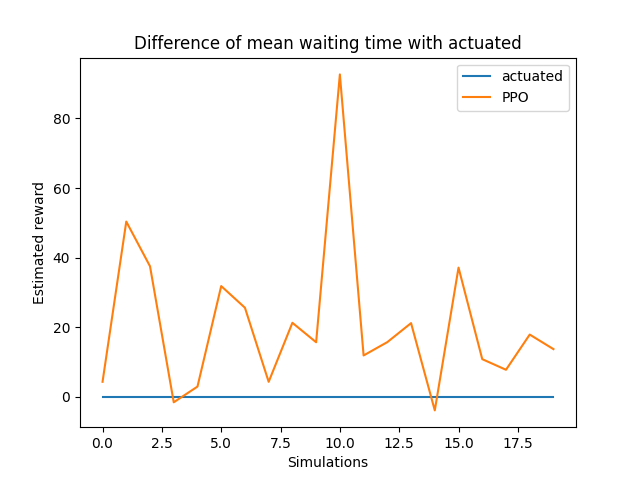 Difference of mean waiting time with actuated
actuated
PPO
Estimated reward
80
60
40
20
0
0.0 2.5 5.0 7.5 10.0 12.5 15.0 17.5
Simulations